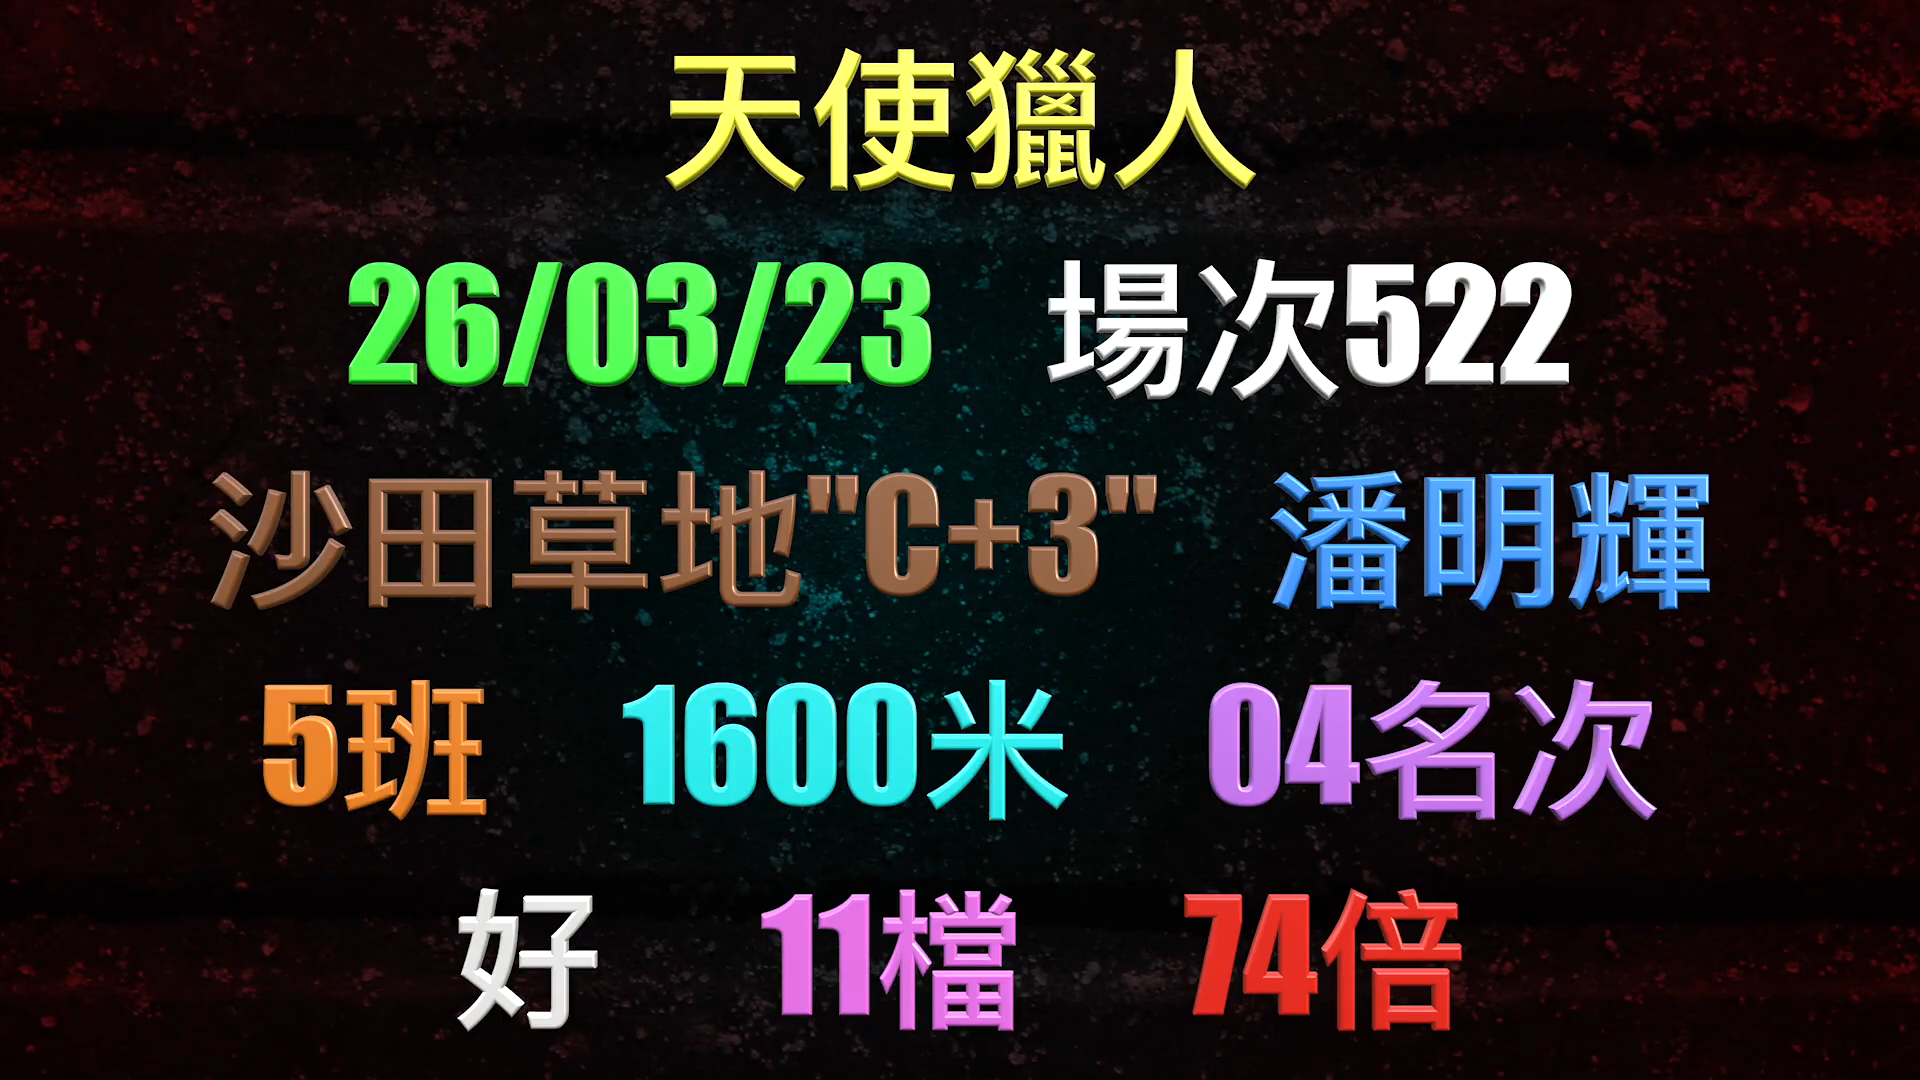 天使獵人
26/03/23 場次522
沙田草地"C+3" 潘明輝
5班 1600米 04名次
好 11檔 74倍